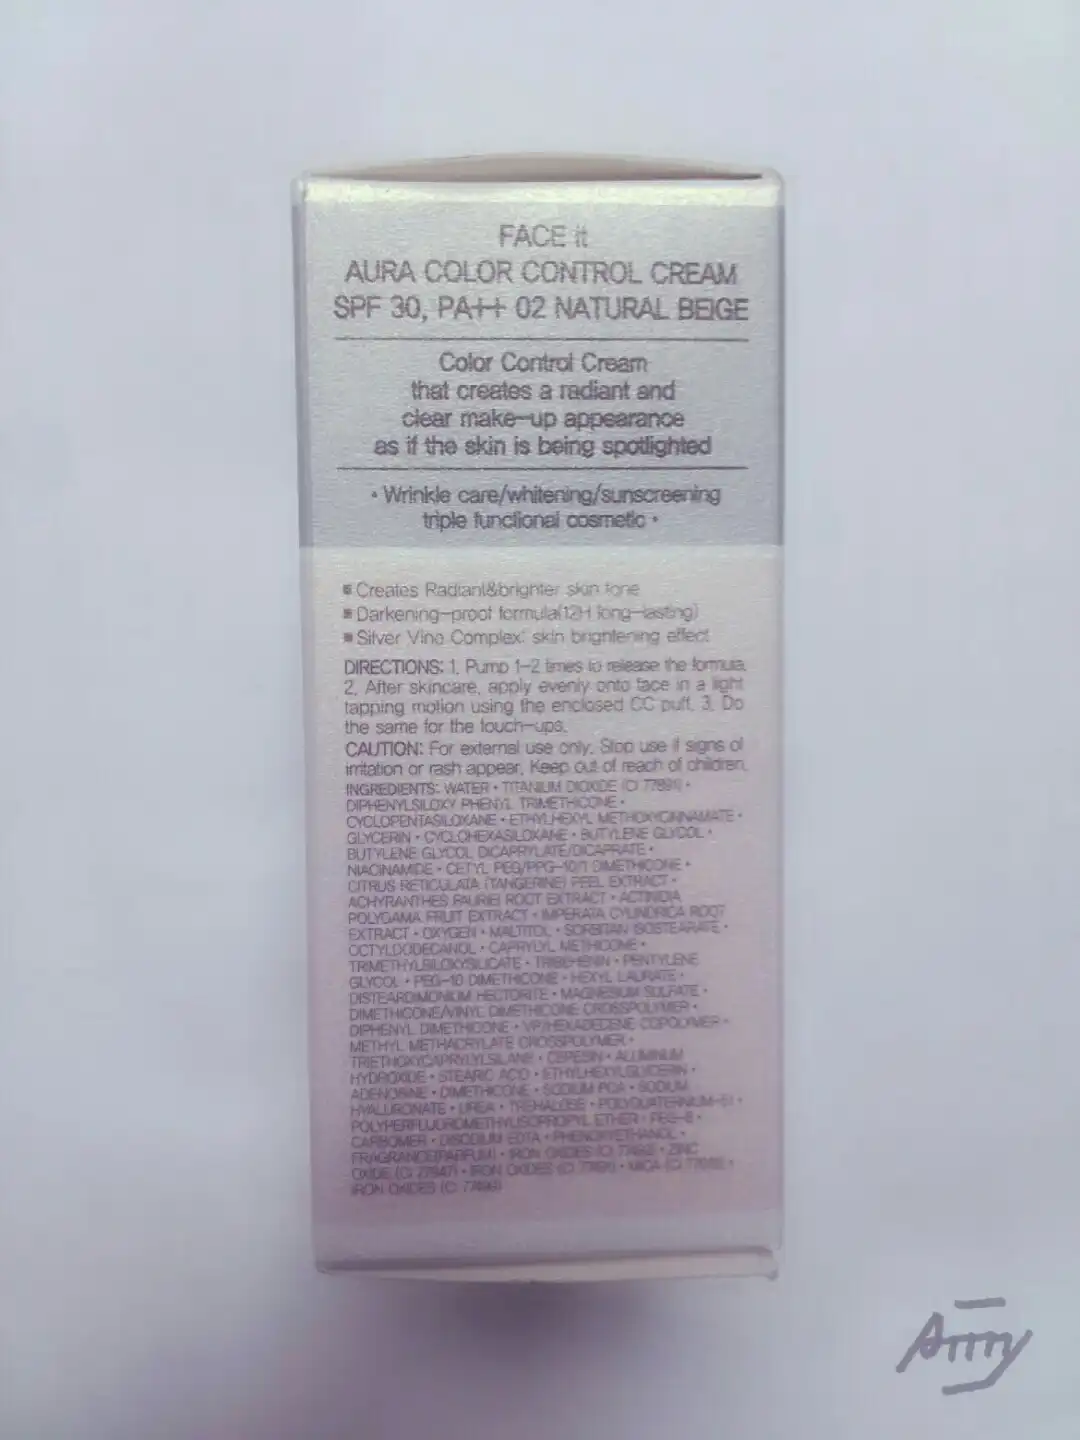 FACE it
AURA COLOR CONTROL CREAM
SPF 30, PA++ 02 NATURAL BEIGE
Color Control Cream
that creates a radiant and
clear make-up appearance
as if the skin is being spotlighted
• Wrinkle care/whitening/sunscreening
triple functional cosmetic •
■ Creates Radiant&brighter skin tone
■ Darkening-proof formula(12H long-lasting)
■ Silver Vine Complex: skin brightening effect
DIRECTIONS: 1. Pump 1-2 times to release the formula.
2. After skincare, apply evenly onto face in a light
tapping motion using the enclosed CC puff. 3. Do
the same for the touch-ups.
CAUTION: For external use only. Stop use if signs of
irritation or rash appear. Keep out of reach of children.
INGREDIENTS: WATER • TITANIUM DIOXIDE (CI 77891) •
DIPHENYLSILOXY PHENYL TRIMETHICONE •
CYCLOPENTASILOXANE • ETHYLHEXYL METHOXYCINNAMATE •
GLYCERIN • CYCLOHEXASILOXANE • BUTYLENE GLYCOL •
BUTYLENE GLYCOL DICAPRYLATE/DICAPRATE •
NIACINAMIDE • CETYL PEG/PPG-10/1 DIMETHICONE •
CITRUS RETICULATA (TANGERINE) PEEL EXTRACT •
ACHYRANTHES FAURIEI ROOT EXTRACT • ACTINIDIA
POLYGAMA FRUIT EXTRACT • IMPERATA CYLINDRICA ROOT
EXTRACT • OXYGEN • MALTITOL • SORBITAN ISOSTEARATE •
OCTYLDODECANOL • CAPRYLYL METHICONE •
TRIMETHYLSILOXYSILICATE • TRIBEHENIN • PENTYLENE
GLYCOL • PEG-10 DIMETHICONE • HEXYL LAURATE •
DISTEARDIMONIUM HECTORITE • MAGNESIUM SULFATE •
DIMETHICONE/VINYL DIMETHICONE CROSSPOLYMER •
DIPHENYL DIMETHICONE • VP/HEXADECENE COPOLYMER •
METHYL METHACRYLATE CROSSPOLYMER •
TRIETHOXYCAPRYLYLSILANE • CERESIN • ALUMINUM
HYDROXIDE • STEARIC ACID • ETHYLHEXYLGLYCERIN •
ADENOSINE • DIMETHICONE • SODIUM PCA • SODIUM
HYALURONATE • UREA • TREHALOSE • POLYQUATERNIUM-51 •
POLYPERFLUOROMETHYLISOPROPYL ETHER • PEG-8 •
CARBOMER • DISODIUM EDTA • PHENOXYETHANOL •
FRAGRANCE(PARFUM) • IRON OXIDES (CI 77492) • ZINC
OXIDE (CI 77947) • IRON OXIDES (CI 77491) • MICA (CI 77019) •
IRON OXIDES (CI 77499)